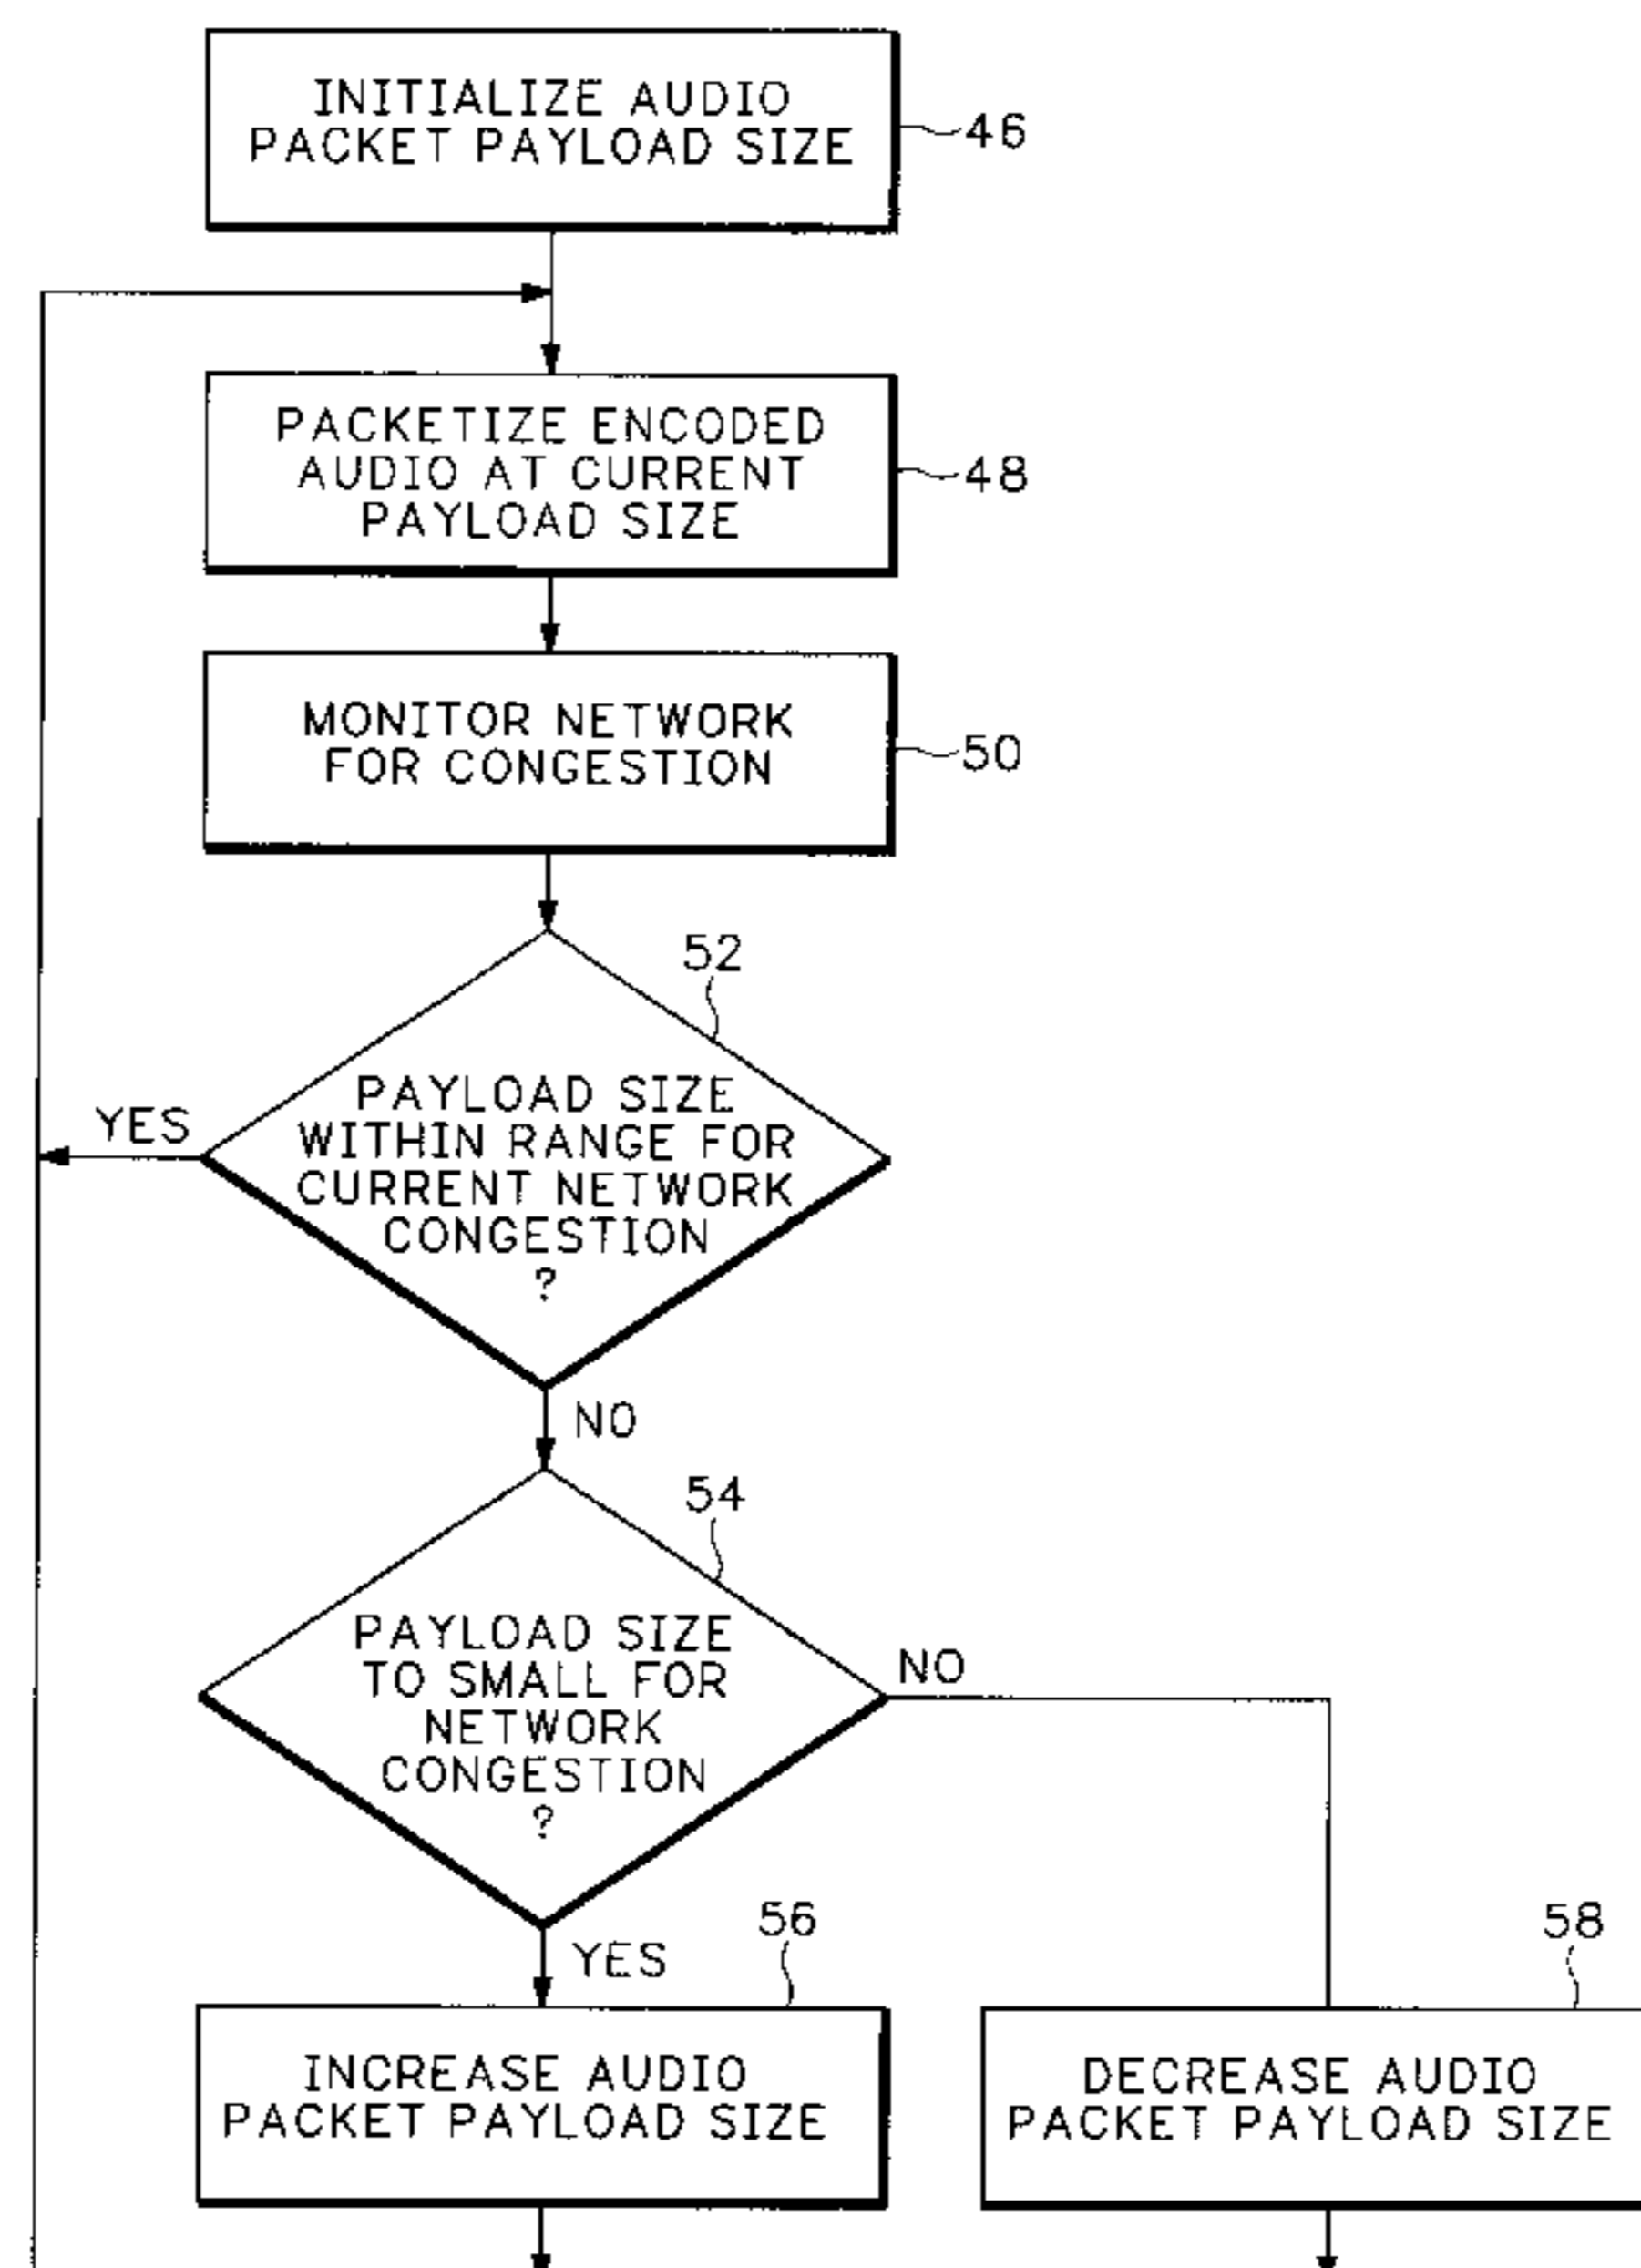 INITIALIZE AUDIO
PACKET PAYLOAD SIZE
46
PACKETIZE ENCODED
AUDIO AT CURRENT
PAYLOAD SIZE
48
MONITOR NETWORK
FOR CONGESTION
50
52
PAYLOAD SIZE
WITHIN RANGE FOR
CURRENT NETWORK
CONGESTION
?
YES
NO
54
PAYLOAD SIZE
TO SMALL FOR
NETWORK
CONGESTION
?
NO
YES
56
58
INCREASE AUDIO
PACKET PAYLOAD SIZE
DECREASE AUDIO
PACKET PAYLOAD SIZE